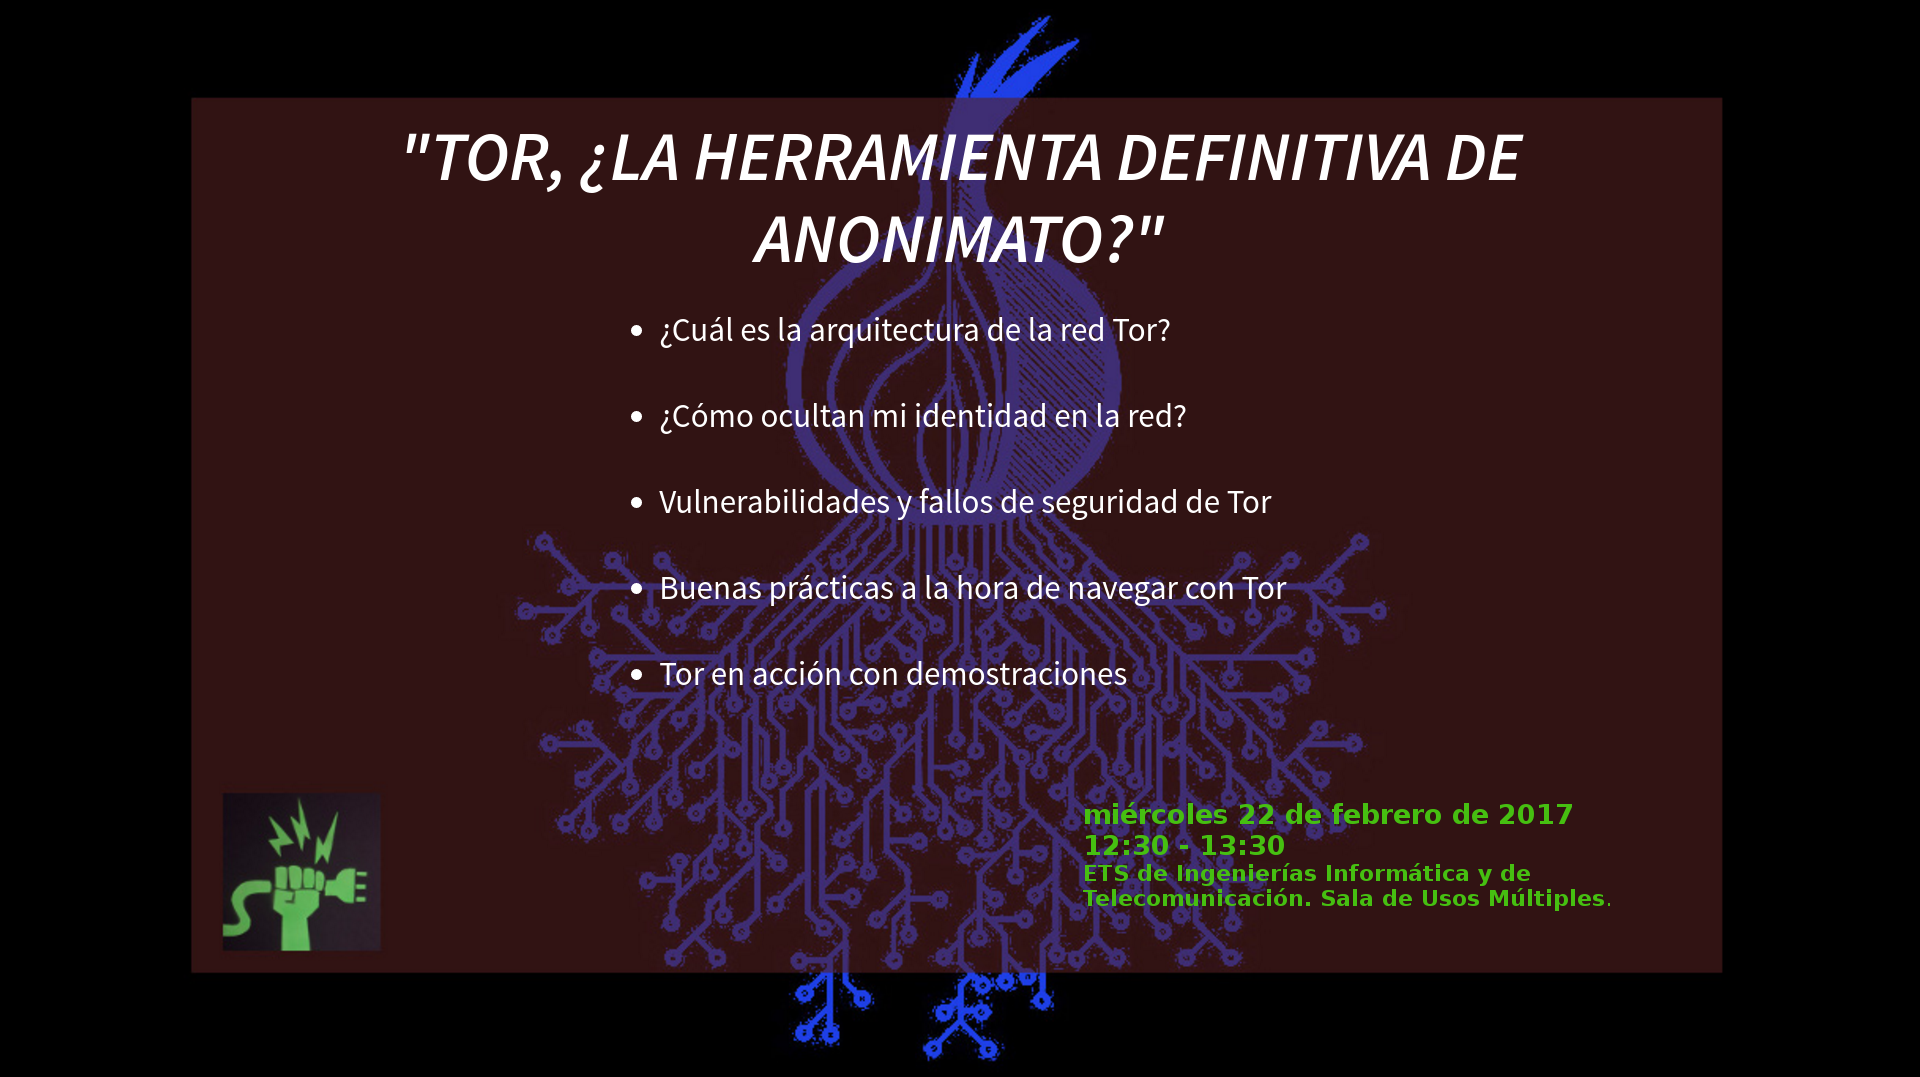 "TOR, ¿LA HERRAMIENTA DEFINITIVA DE
ANONIMATO?"
• ¿Cuál es la arquitectura de la red Tor?
• ¿Cómo ocultan mi identidad en la red?
• Vulnerabilidades y fallos de seguridad de Tor
• Buenas prácticas a la hora de navegar con Tor
• Tor en acción con demostraciones
miércoles 22 de febrero de 2017
12:30 - 13:30
ETS de Ingenierías Informática y de
Telecomunicación. Sala de Usos Múltiples.